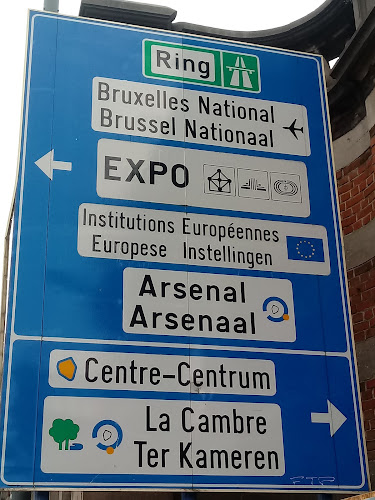 Ring
Bruxelles National
Brussel Nationaal
EXPO
Institutions Européennes
Europese Instellingen
Arsenal
Arsenaal
Centre-Centrum
La Cambre
Ter Kameren